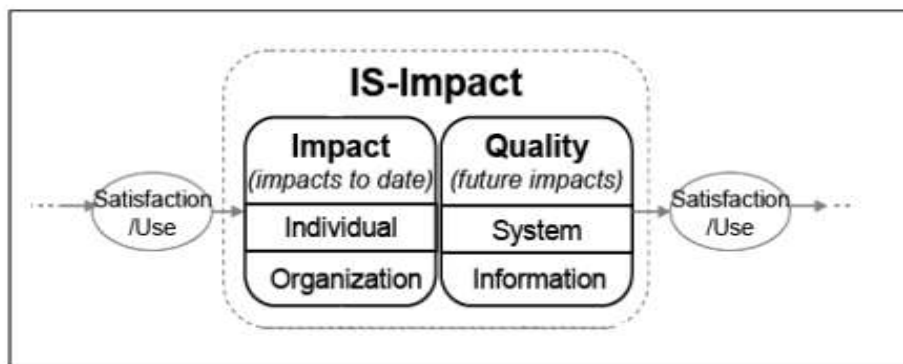 IS-Impact
Satisfaction
/Use
Impact
(impacts to date)
Individual
Organization
Quality
(future impacts)
System
Information
Satisfaction
/Use